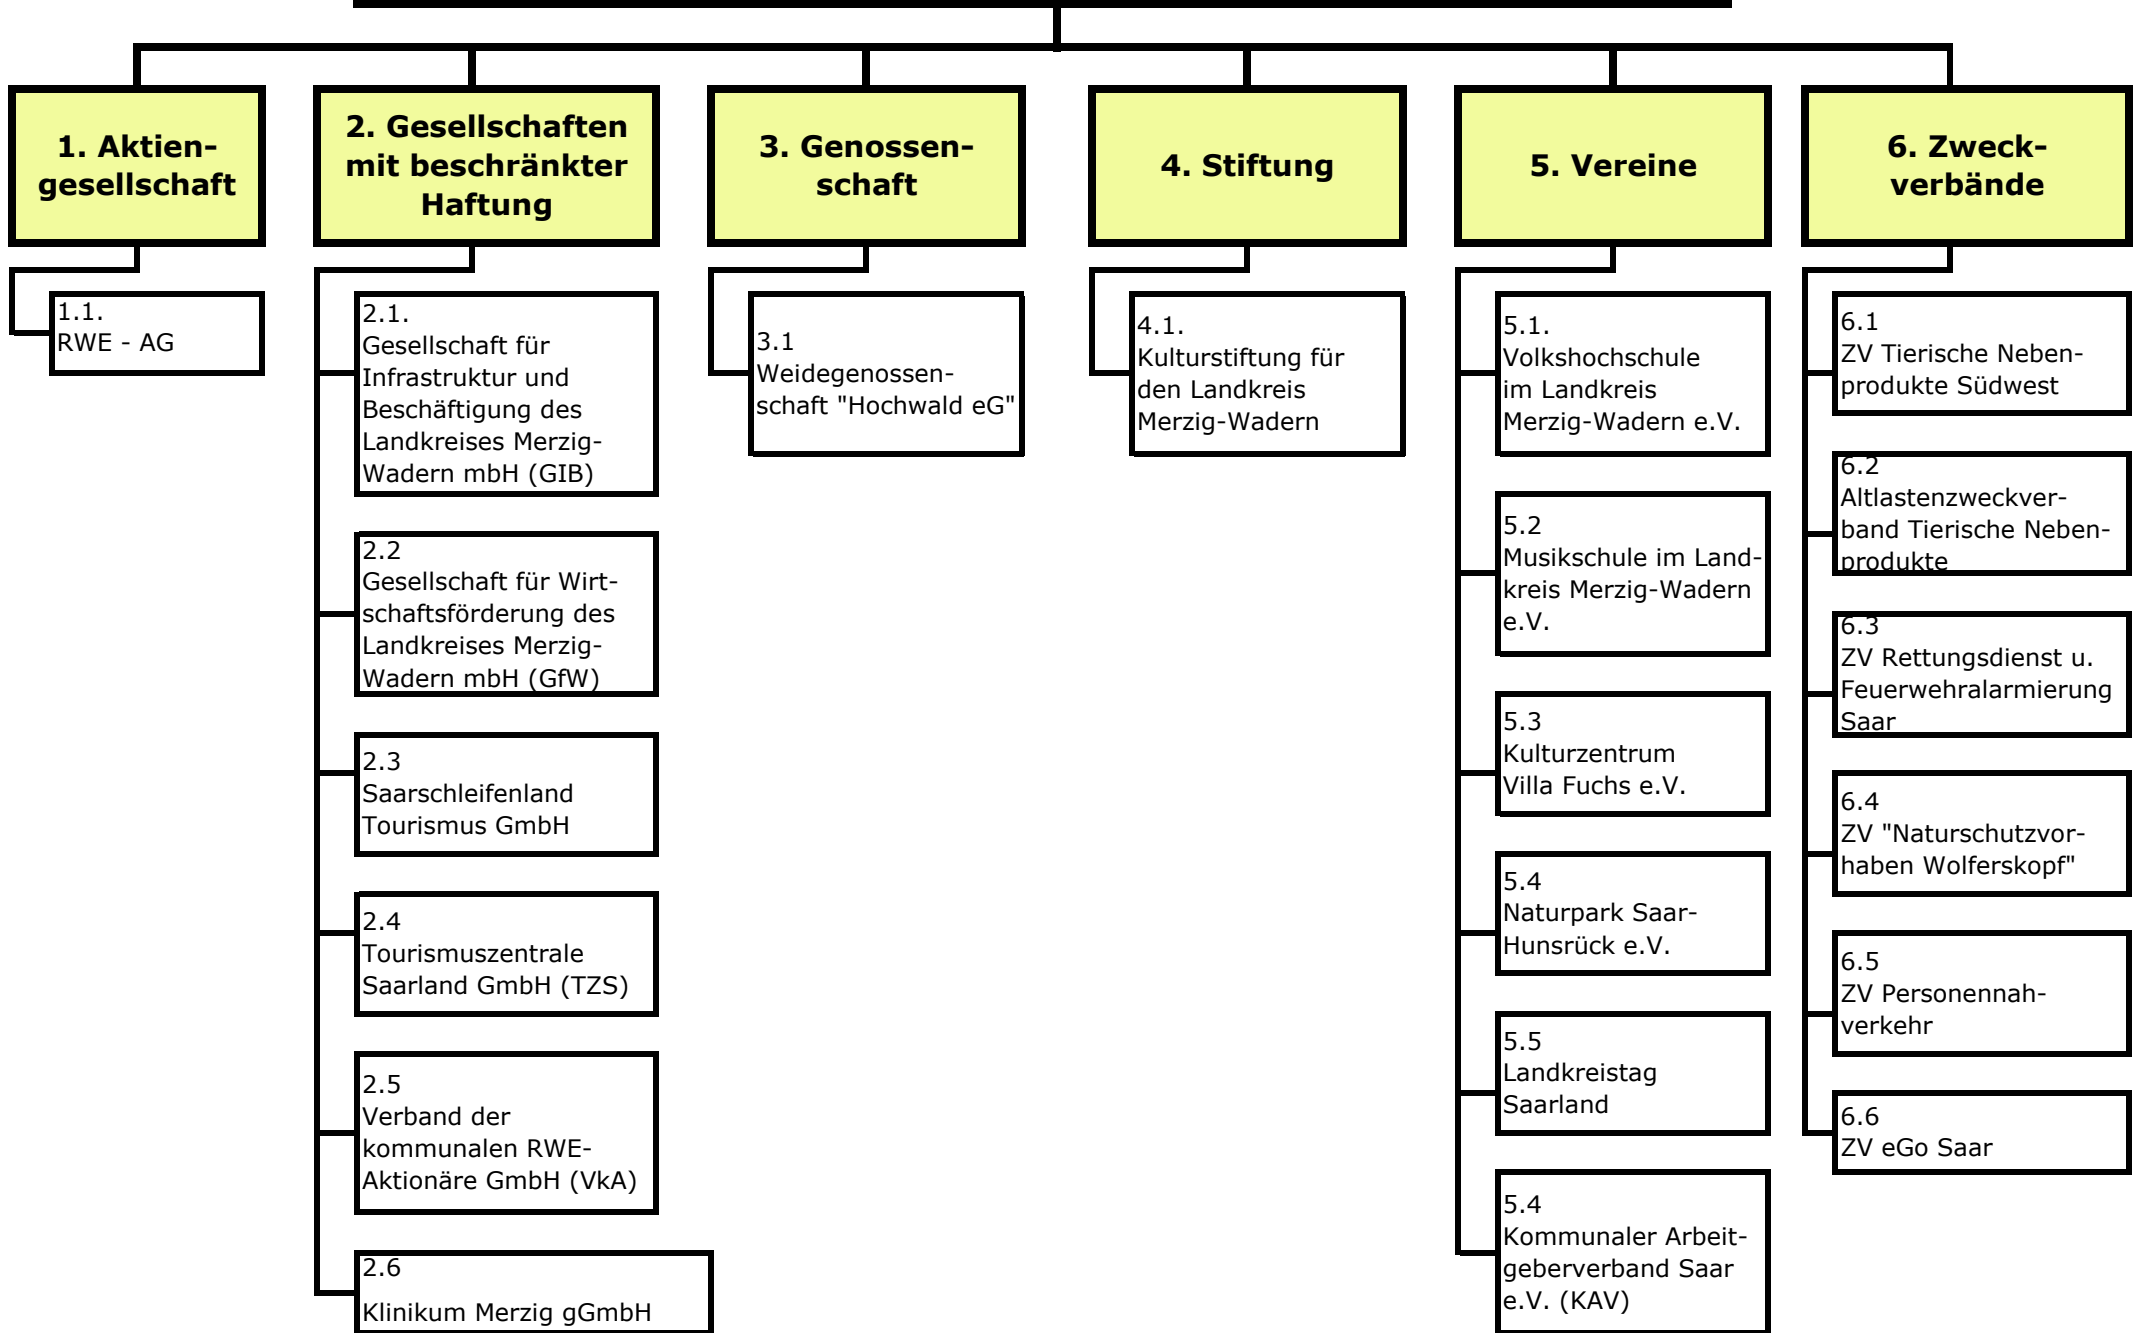 1. Aktien-
gesellschaft
2. Gesellschaften
mit beschränkter
Haftung
3. Genossen-
schaft
4. Stiftung
5. Vereine
6. Zweck-
verbände
1.1.
RWE - AG
2.1.
Gesellschaft für
Infrastruktur und
Beschäftigung des
Landkreises Merzig-
Wadern mbH (GIB)
2.2
Gesellschaft für Wirt-
schaftsförderung des
Landkreises Merzig-
Wadern mbH (GfW)
2.3
Saarschleifenland
Tourismus GmbH
2.4
Tourismuszentrale
Saarland GmbH (TZS)
2.5
Verband der
kommunalen RWE-
Aktionäre GmbH (VkA)
2.6
Klinikum Merzig gGmbH
3.1
Weidegenossen-
schaft "Hochwald eG"
4.1.
Kulturstiftung für
den Landkreis
Merzig-Wadern
5.1.
Volkshochschule
im Landkreis
Merzig-Wadern e.V.
5.2
Musikschule im Land-
kreis Merzig-Wadern
e.V.
5.3
Kulturzentrum
Villa Fuchs e.V.
5.4
Naturpark Saar-
Hunsrück e.V.
5.5
Landkreistag
Saarland
5.4
Kommunaler Arbeit-
geberverband Saar
e.V. (KAV)
6.1
ZV Tierische Neben-
produkte Südwest
6.2
Altlastenzweckver-
band Tierische Neben-
produkte
6.3
ZV Rettungsdienst u.
Feuerwehralarmierung
Saar
6.4
ZV "Naturschutzvor-
haben Wolferskopf"
6.5
ZV Personennah-
verkehr
6.6
ZV eGo Saar